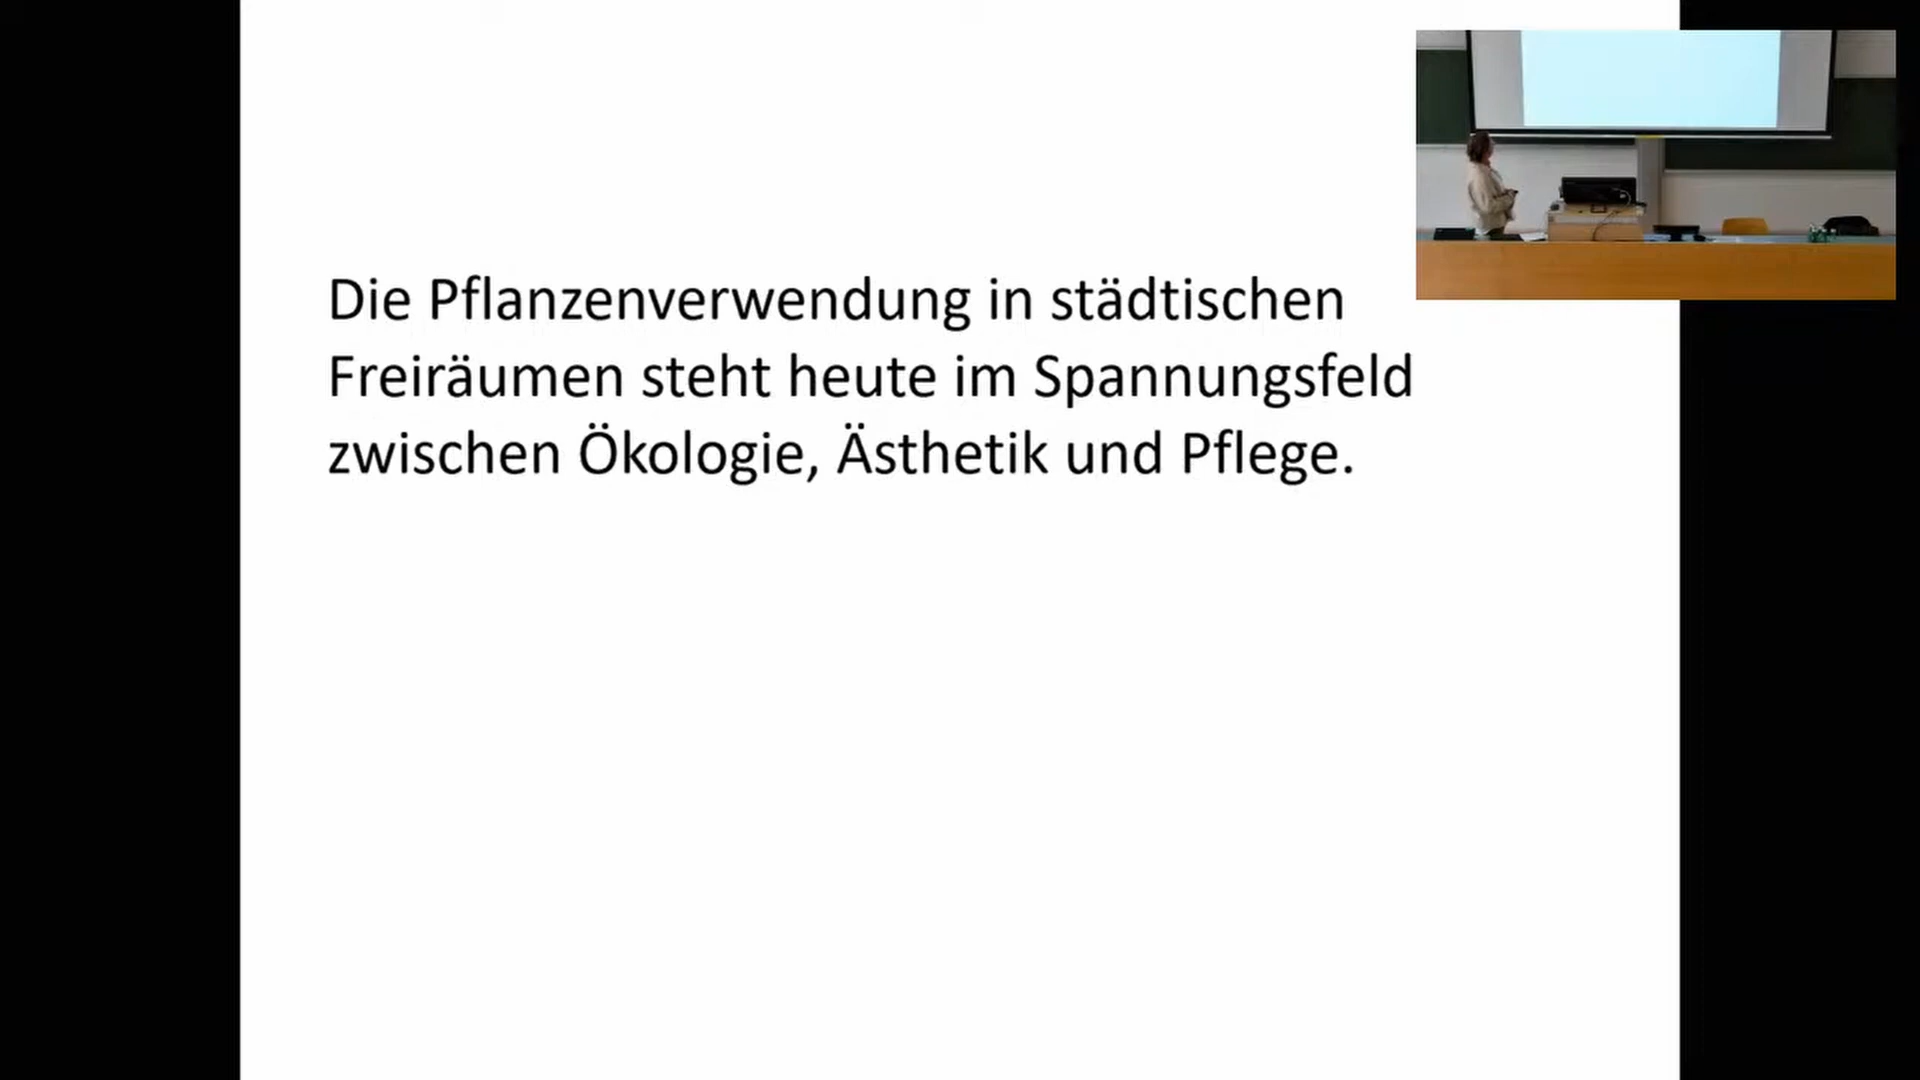 Die Pflanzenverwendung in städtischen
Freiräumen steht heute im Spannungsfeld
zwischen Ökologie, Ästhetik und Pflege.